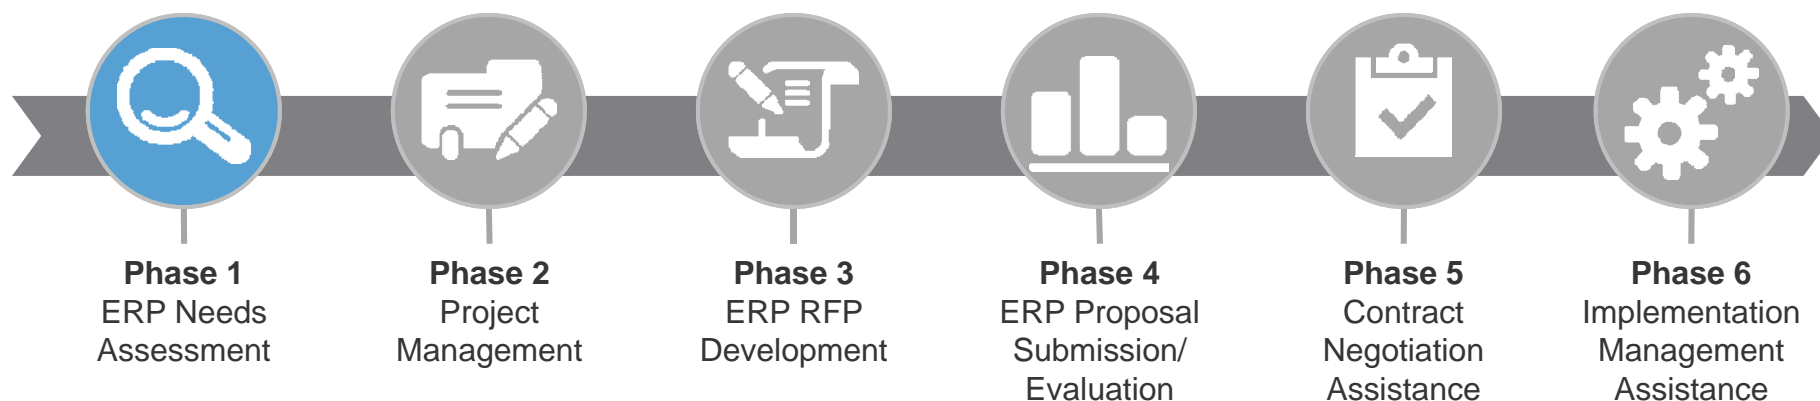 Phase 1
ERP Needs
Assessment
Phase 2
Project
Management
Phase 3
ERP RFP
Development
Phase 4
ERP Proposal
Submission/
Evaluation
Phase 5
Contract
Negotiation
Assistance
Phase 6
Implementation
Management
Assistance